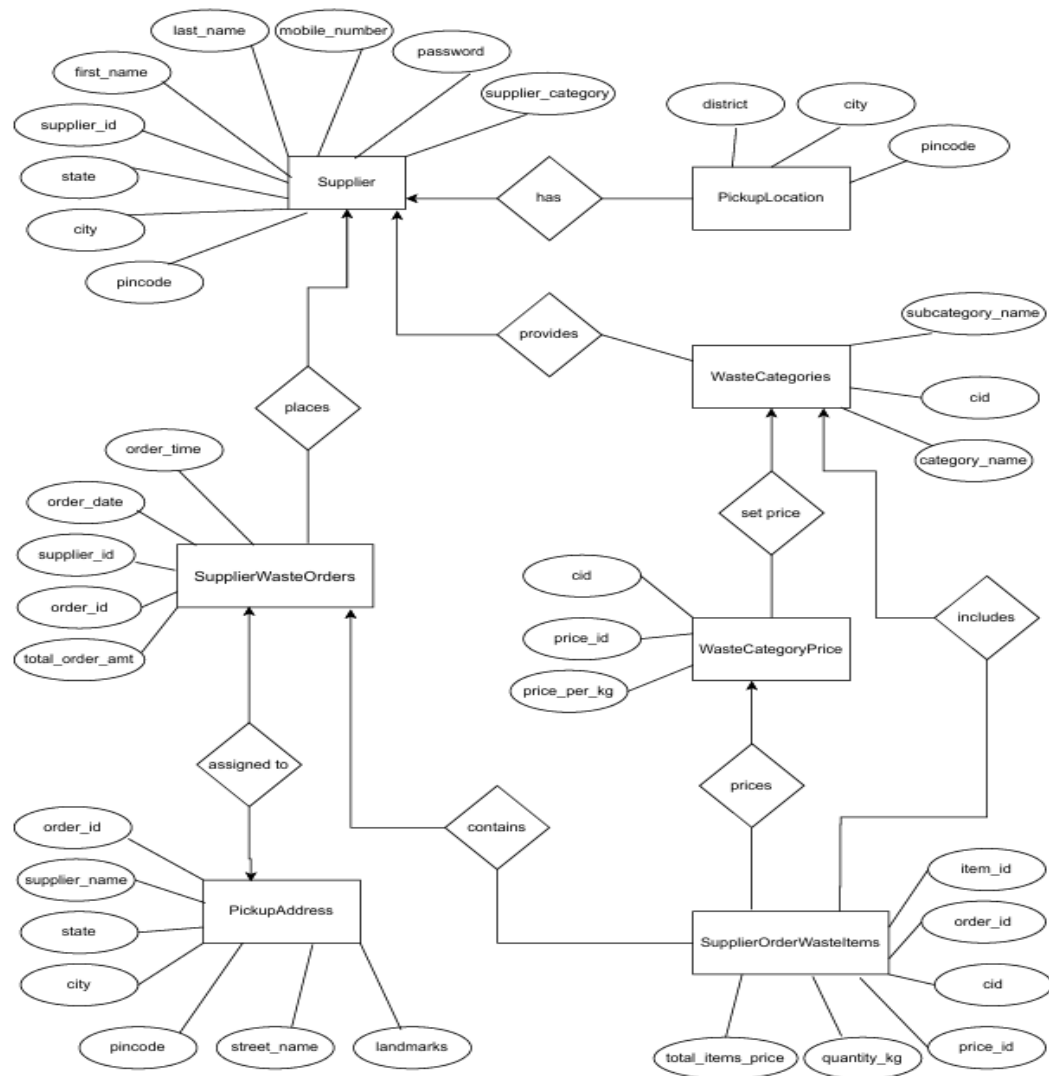 last_name
mobile_number
password
first_name
supplier_category
district
city
supplier_id
pincode
state
Supplier
has
PickupLocation
city
pincode
subcategory_name
provides
WasteCategories
cid
places
category_name
order_time
order_date
set price
supplier_id
SupplierWasteOrders
cid
order_id
includes
price_id
WasteCategoryPrice
total_order_amt
price_per_kg
assigned to
prices
order_id
contains
supplier_name
item_id
PickupAddress
state
order_id
SupplierOrderWasteItems
city
cid
pincode
street_name
landmarks
price_id
total_items_price
quantity_kg